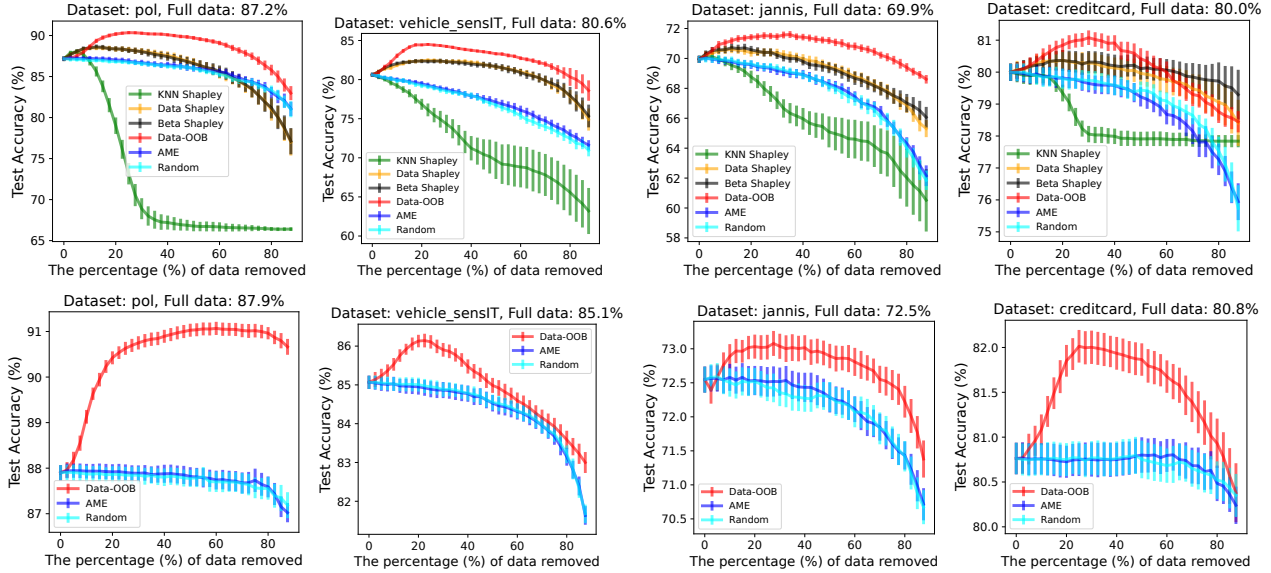 Dataset: pol, Full data: 87.2%
Test Accuracy (%)
90
85
80
75
70
65
KNN Shapley
Data Shapley
Beta Shapley
Data-OOB
AME
Random
0 20 40 60 80
The percentage (%) of data removed
Dataset: vehicle_sensIT, Full data: 80.6%
Test Accuracy (%)
85
80
75
70
65
60
KNN Shapley
Data Shapley
Beta Shapley
Data-OOB
AME
Random
0 20 40 60 80
The percentage (%) of data removed
Dataset: jannis, Full data: 69.9%
Test Accuracy (%)
72
70
68
66
64
62
60
58
KNN Shapley
Data Shapley
Beta Shapley
Data-OOB
AME
Random
0 20 40 60 80
The percentage (%) of data removed
Dataset: creditcard, Full data: 80.0%
Test Accuracy (%)
81
80
79
78
77
76
75
KNN Shapley
Data Shapley
Beta Shapley
Data-OOB
AME
Random
0 20 40 60 80
The percentage (%) of data removed
Dataset: pol, Full data: 87.9%
Test Accuracy (%)
91
90
89
88
87
Data-OOB
AME
Random
0 20 40 60 80
The percentage (%) of data removed
Dataset: vehicle_sensIT, Full data: 85.1%
Test Accuracy (%)
86
85
84
83
82
Data-OOB
AME
Random
0 20 40 60 80
The percentage (%) of data removed
Dataset: jannis, Full data: 72.5%
Test Accuracy (%)
73.0
72.5
72.0
71.5
71.0
70.5
Data-OOB
AME
Random
0 20 40 60 80
The percentage (%) of data removed
Dataset: creditcard, Full data: 80.8%
Test Accuracy (%)
82.0
81.5
81.0
80.5
80.0
Data-OOB
AME
Random
0 20 40 60 80
The percentage (%) of data removed